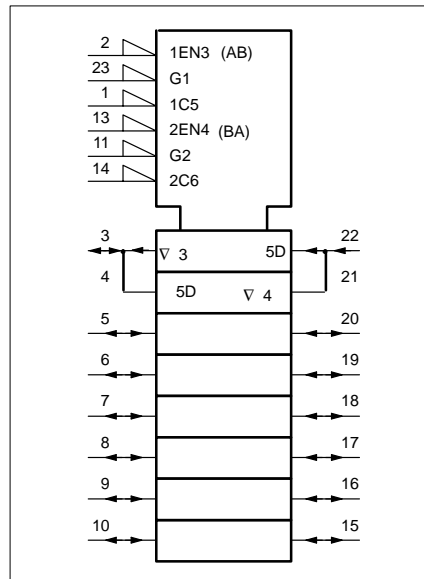 2 1EN3 (AB)
23 G1
1 1C5
13 2EN4 (BA)
11 G2
14 2C6
3 ∇ 3 5D 22
4 5D ∇ 4 21
5 20
6 19
7 18
8 17
9 16
10 15